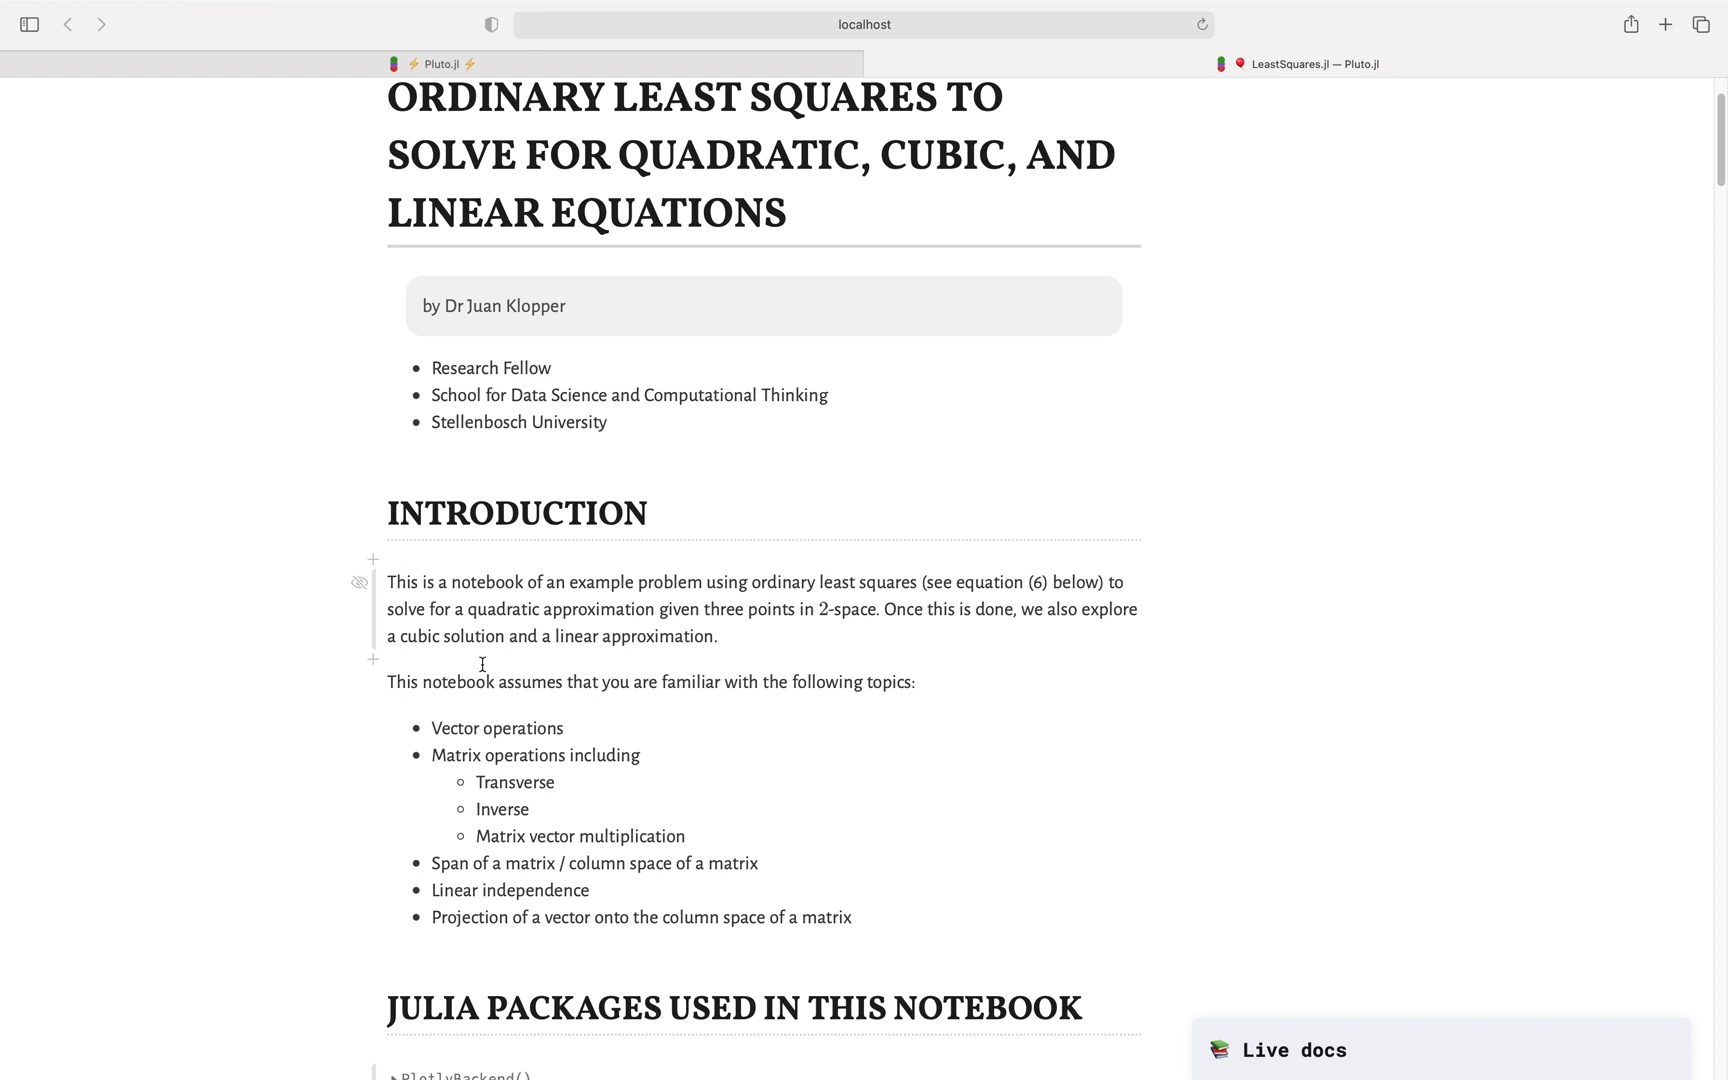 localhost
⚡ Pluto.jl ⚡
🎈 LeastSquares.jl — Pluto.jl
ORDINARY LEAST SQUARES TO
SOLVE FOR QUADRATIC, CUBIC, AND
LINEAR EQUATIONS
by Dr Juan Klopper
• Research Fellow
• School for Data Science and Computational Thinking
• Stellenbosch University
INTRODUCTION
This is a notebook of an example problem using ordinary least squares (see equation (6) below) to
solve for a quadratic approximation given three points in 2-space. Once this is done, we also explore
a cubic solution and a linear approximation.
This notebook assumes that you are familiar with the following topics:
• Vector operations
• Matrix operations including
◦ Transverse
◦ Inverse
◦ Matrix vector multiplication
• Span of a matrix / column space of a matrix
• Linear independence
• Projection of a vector onto the column space of a matrix
JULIA PACKAGES USED IN THIS NOTEBOOK
PlotlyBackend()
📚 Live docs